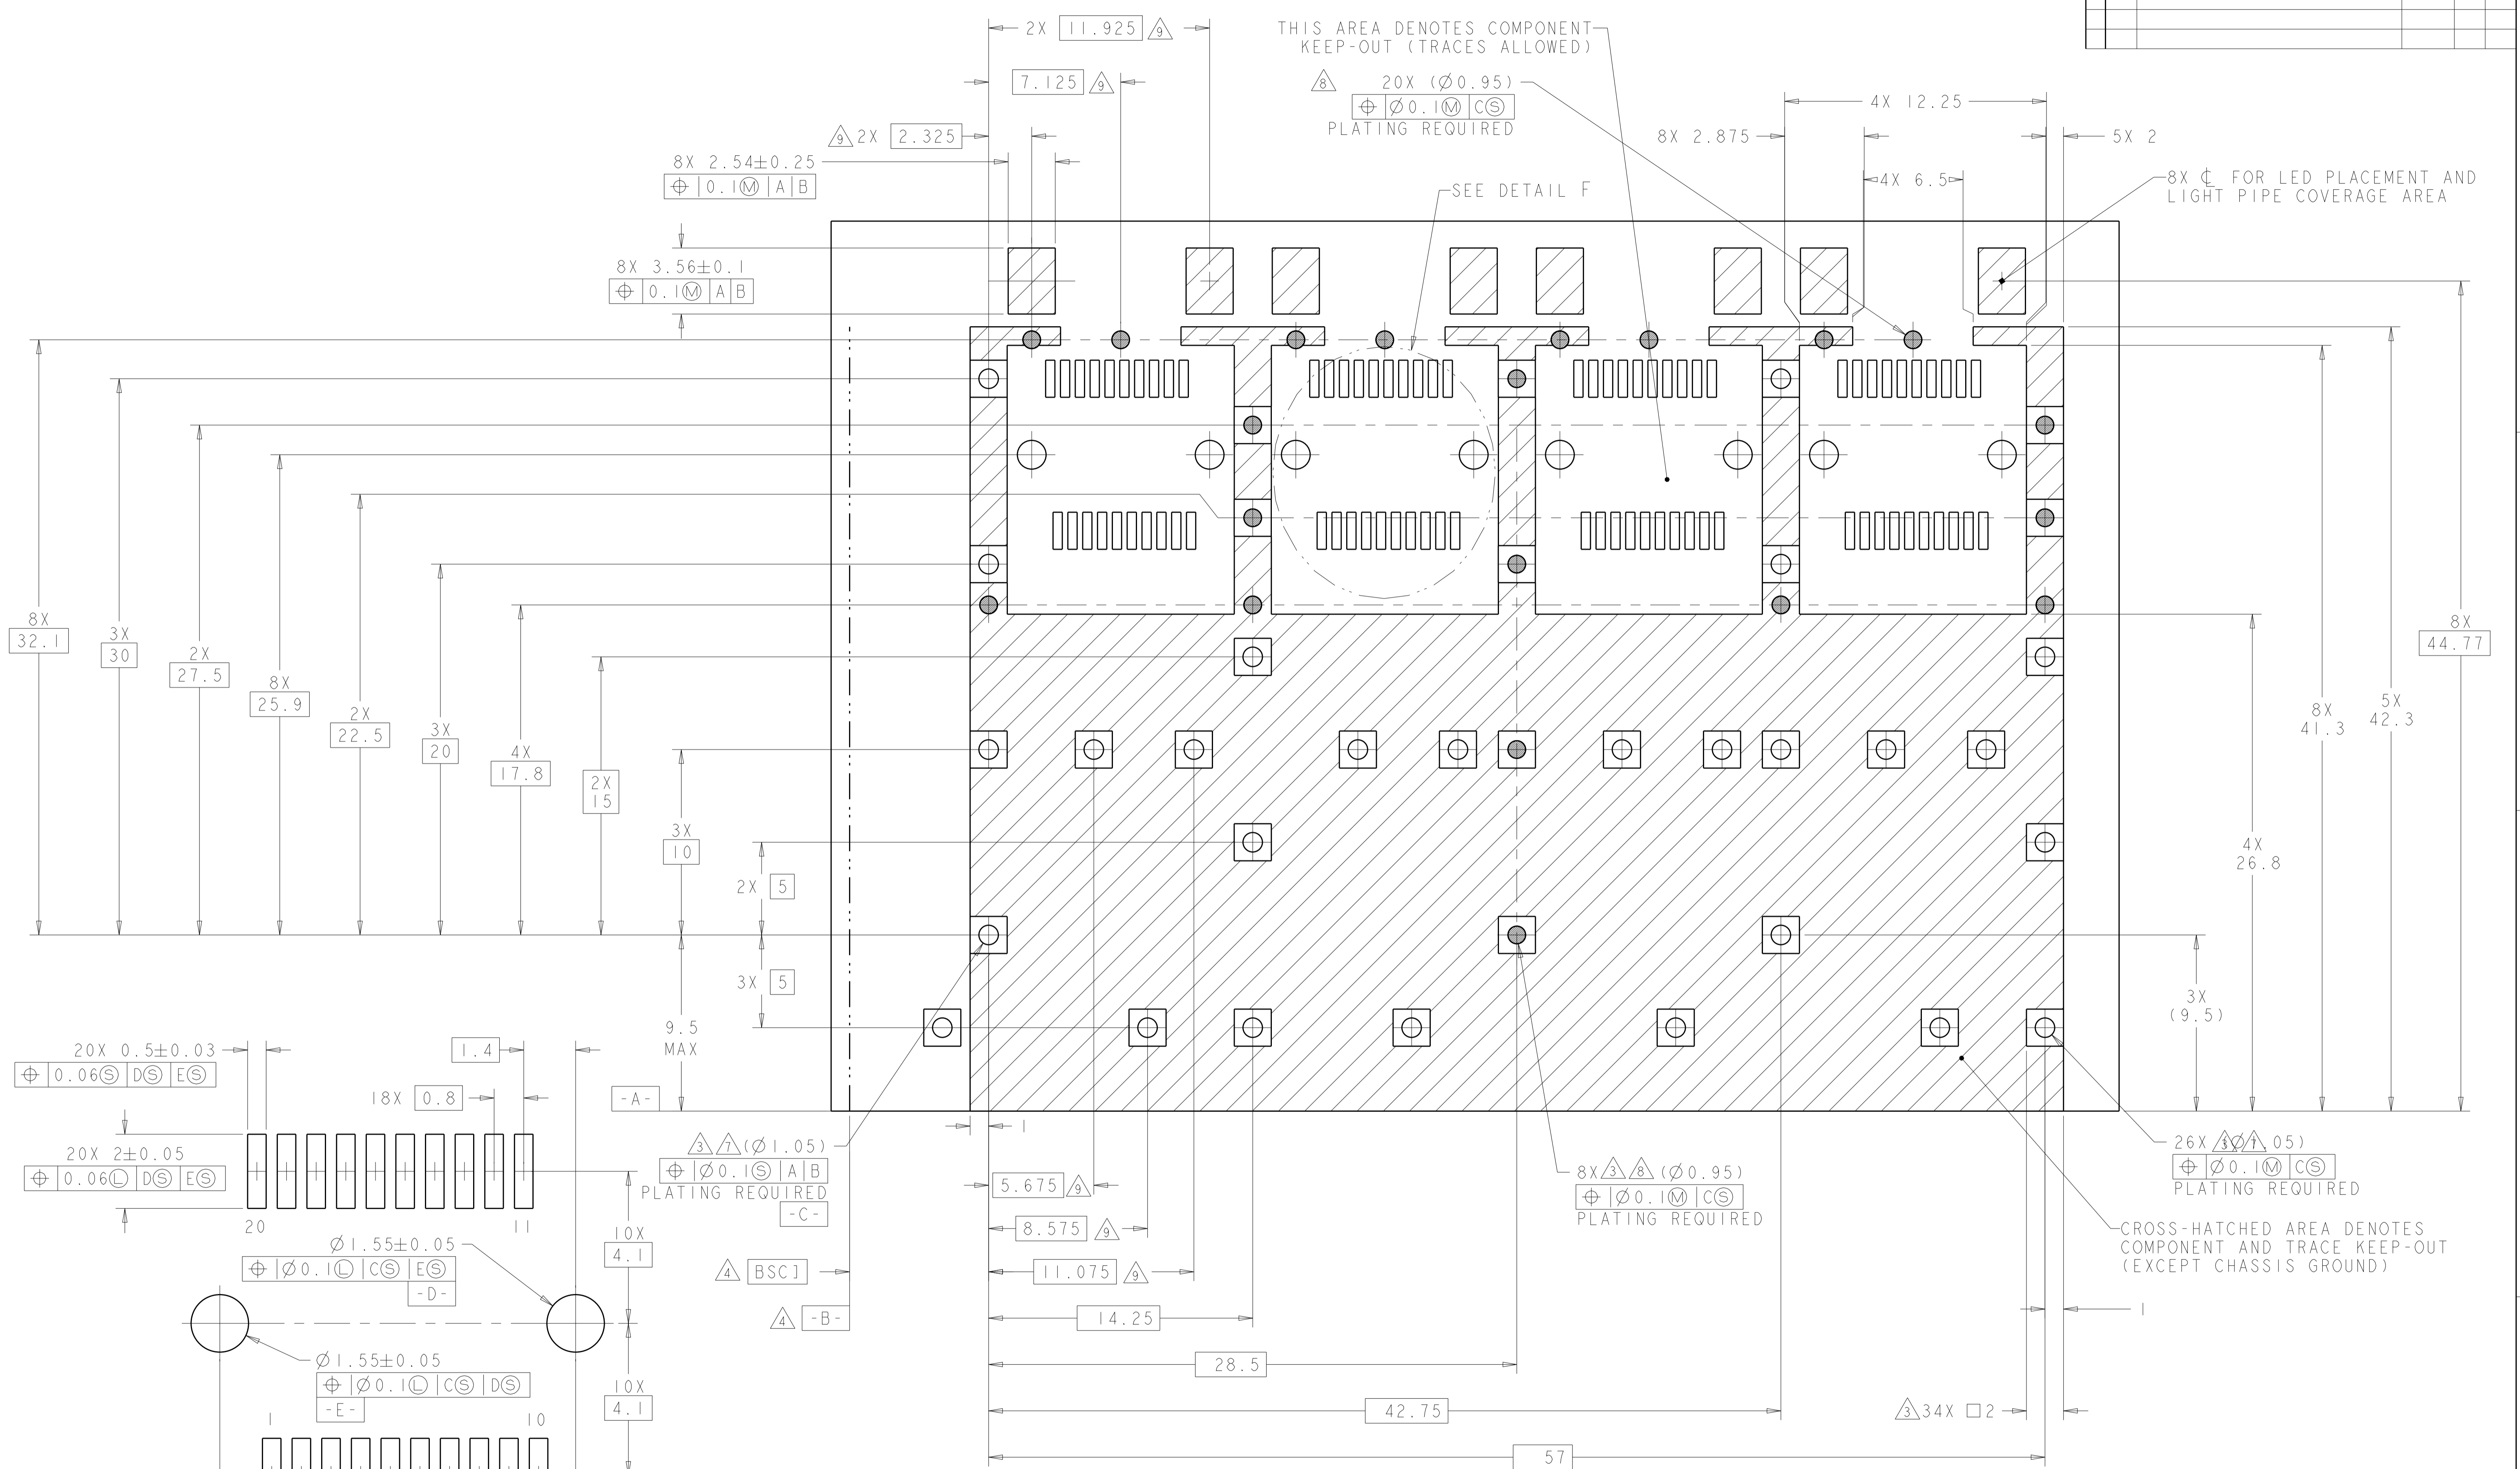 2X 11.925 9
THIS AREA DENOTES COMPONENT
KEEP-OUT (TRACES ALLOWED)
7.125 9
8 20X (Ø0.95)
⌖ Ø0.1Ⓜ CⓈ
PLATING REQUIRED
4X 12.25
9 2X 2.325
8X 2.875
5X 2
8X 2.54±0.25
⌖ 0.1Ⓜ A B
4X 6.5
8X ℄ FOR LED PLACEMENT AND
LIGHT PIPE COVERAGE AREA
SEE DETAIL F
8X 3.56±0.1
⌖ 0.1Ⓜ A B
8X
32.1
3X
30
2X
27.5
8X
25.9
2X
22.5
3X
20
4X
17.8
2X
15
3X
10
2X 5
3X 5
9.5
MAX
8X
44.77
5X
42.3
8X
41.3
4X
26.8
3X
(9.5)
20X 0.5±0.03
⌖ 0.06Ⓢ DⓈ EⓈ
1.4
18X 0.8
-A-
20X 2±0.05
⌖ 0.06Ⓛ DⓈ EⓈ
20
11
3 7 (Ø1.05)
⌖ Ø0.1Ⓢ A B
PLATING REQUIRED
-C-
1
5.675 9
8X 3 8 (Ø0.95)
⌖ Ø0.1Ⓜ CⓈ
PLATING REQUIRED
26X .05)
⌖ Ø0.1Ⓜ CⓈ
PLATING REQUIRED
8.575 9
CROSS-HATCHED AREA DENOTES
COMPONENT AND TRACE KEEP-OUT
(EXCEPT CHASSIS GROUND)
10X
4.1
Ø1.55±0.05
⌖ Ø0.1Ⓛ CⓈ EⓈ
-D-
4 BSC]
11.075 9
4 -B-
14.25
1
Ø1.55±0.05
⌖ Ø0.1Ⓛ CⓈ DⓈ
-E-
28.5
10X
4.1
1
10
42.75
3 34X □2
57